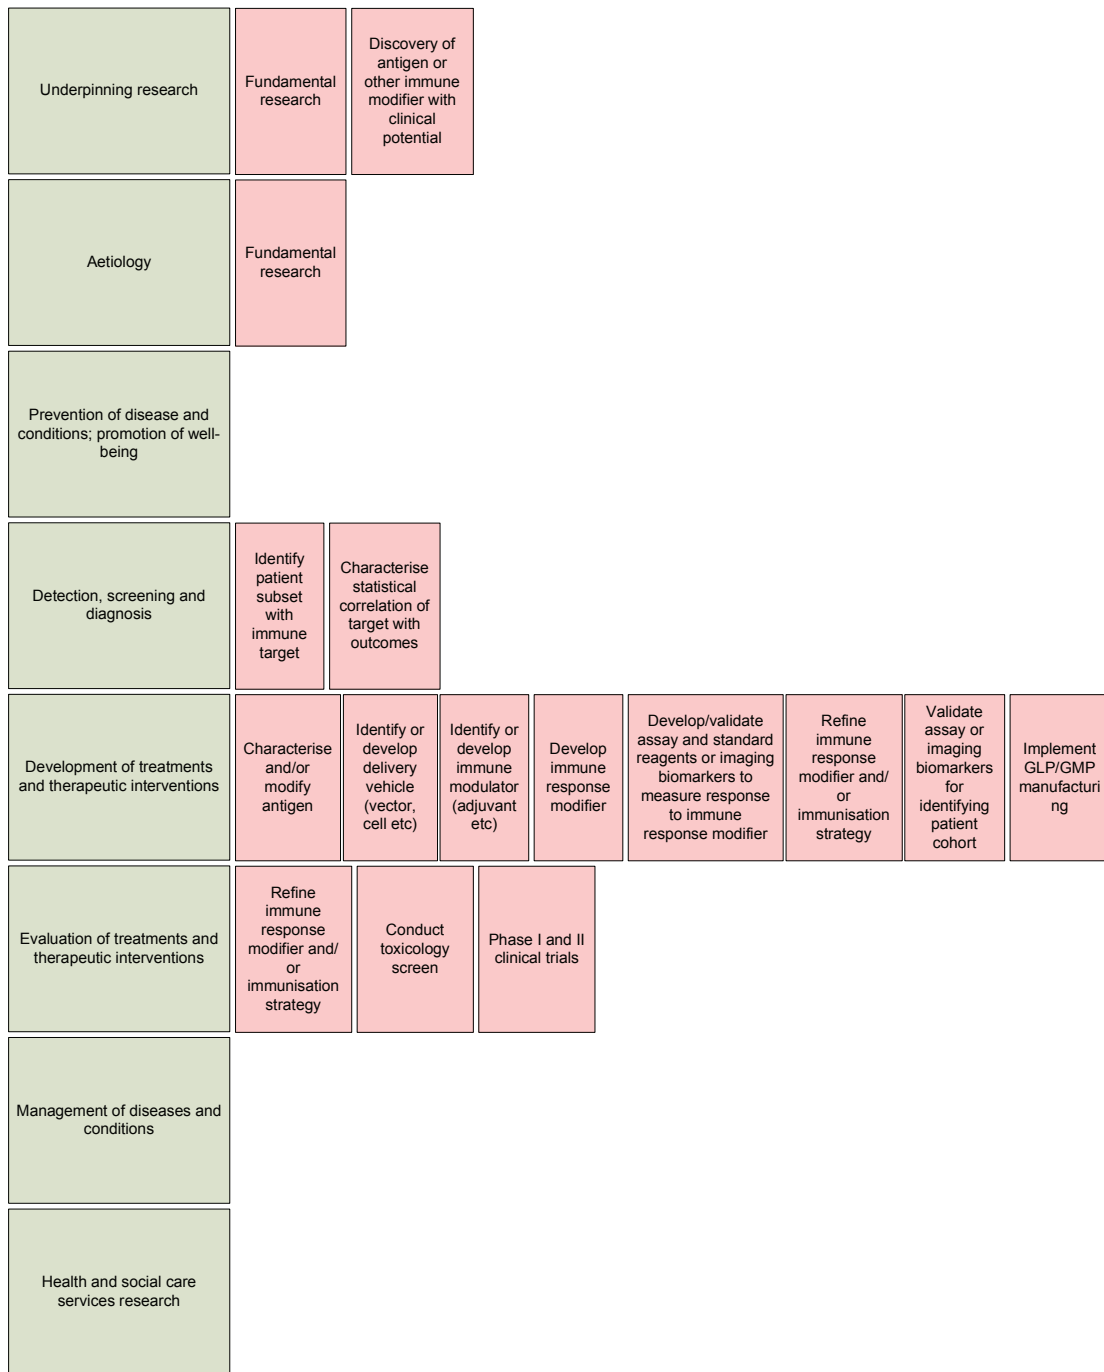 Underpinning research
Fundamental
research
Discovery of
antigen or
other immune
modifier with
clinical
potential
Aetiology
Fundamental
research
Prevention of disease and
conditions; promotion of well-
being
Detection, screening and
diagnosis
Identify
patient
subset
with
immune
target
Characterise
statistical
correlation of
target with
outcomes
Development of treatments
and therapeutic interventions
Characterise
and/or
modify
antigen
Identify or
develop
delivery
vehicle
(vector,
cell etc)
Identify or
develop
immune
modulator
(adjuvant
etc)
Develop
immune
response
modifier
Develop/validate
assay and standard
reagents or imaging
biomarkers to
measure response
to immune
response modifier
Refine
immune
response
modifier and/
or
immunisation
strategy
Validate
assay or
imaging
biomarkers
for
identifying
patient
cohort
Implement
GLP/GMP
manufacturi
ng
Evaluation of treatments and
therapeutic interventions
Refine
immune
response
modifier and/
or
immunisation
strategy
Conduct
toxicology
screen
Phase I and II
clinical trials
Management of diseases and
conditions
Health and social care
services research